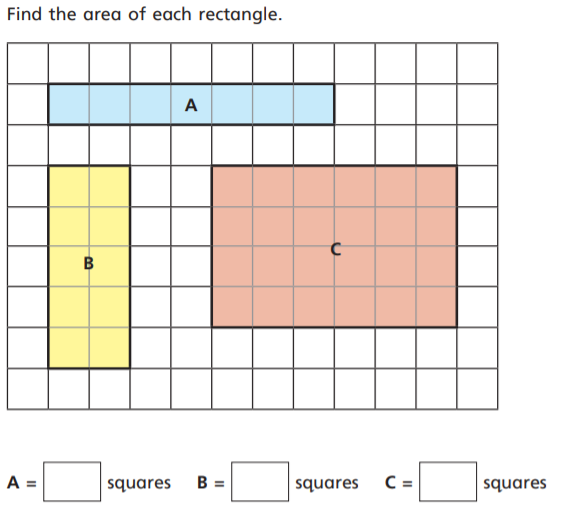 Find the area of each rectangle.
A
B
C
A = squares B = squares C = squares